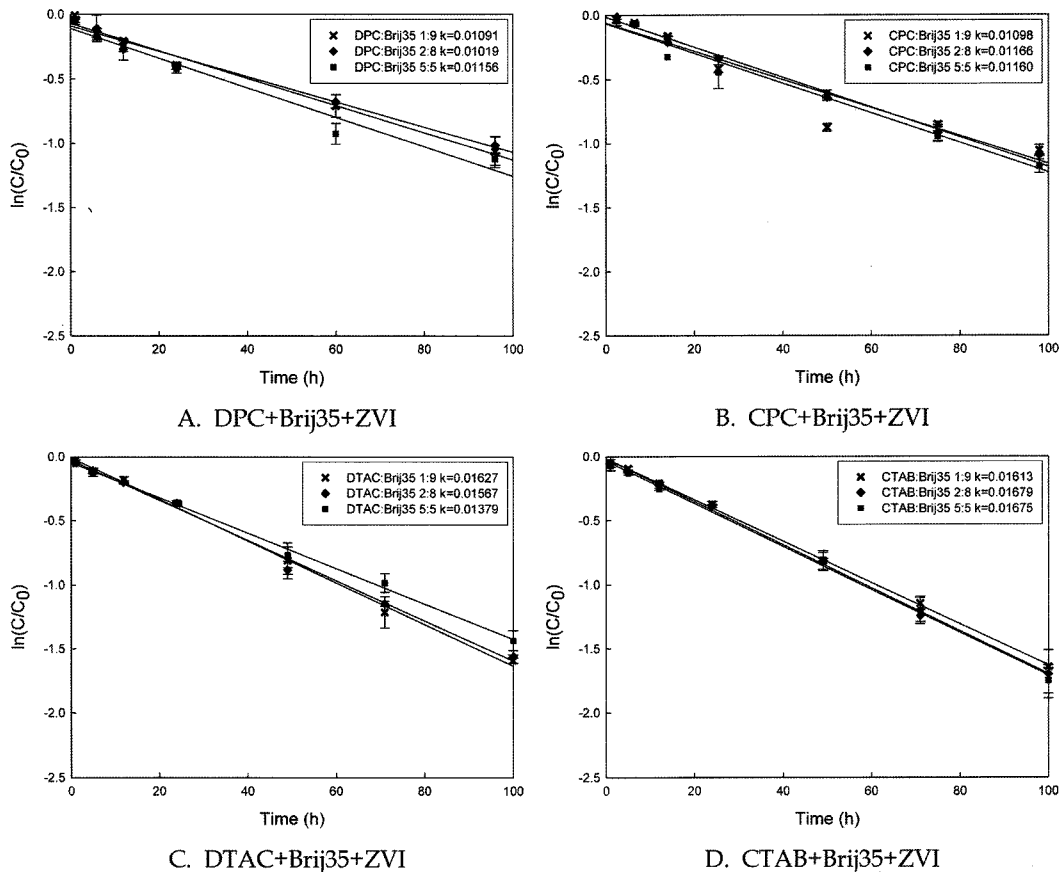 DPC:Brij35 1:9 k=0.01091
DPC:Brij35 2:8 k=0.01019
DPC:Brij35 5:5 k=0.01156
0.0
-0.5
-1.0
-1.5
-2.0
-2.5
ln(C/C0)
0 20 40 60 80 100
Time (h)
A. DPC+Brij35+ZVI
CPC:Brij35 1:9 k=0.01098
CPC:Brij35 2:8 k=0.01166
CPC:Brij35 5:5 k=0.01160
0.0
-0.5
-1.0
-1.5
-2.0
-2.5
ln(C/C0)
0 20 40 60 80 100
Time (h)
B. CPC+Brij35+ZVI
DTAC:Brij35 1:9 k=0.01627
DTAC:Brij35 2:8 k=0.01567
DTAC:Brij35 5:5 k=0.01379
0.0
-0.5
-1.0
-1.5
-2.0
-2.5
ln(C/C0)
0 20 40 60 80 100
Time (h)
C. DTAC+Brij35+ZVI
CTAB:Brij35 1:9 k=0.01613
CTAB:Brij35 2:8 k=0.01679
CTAB:Brij35 5:5 k=0.01675
0.0
-0.5
-1.0
-1.5
-2.0
-2.5
ln(C/C0)
0 20 40 60 80 100
Time (h)
D. CTAB+Brij35+ZVI